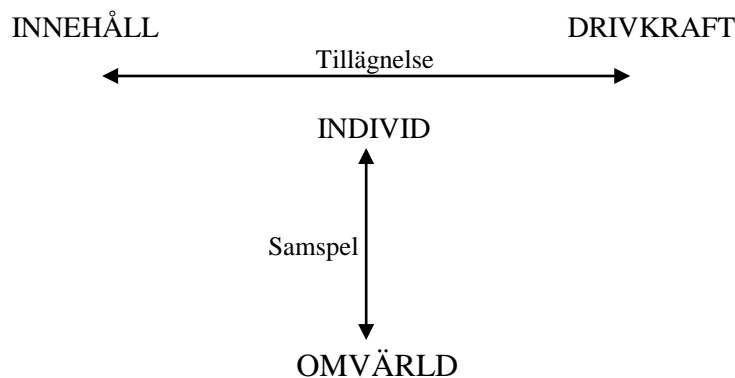 INNEHÅLL DRIVKRAFT
Tillägnelse
INDIVID
Samspel
OMVÄRLD